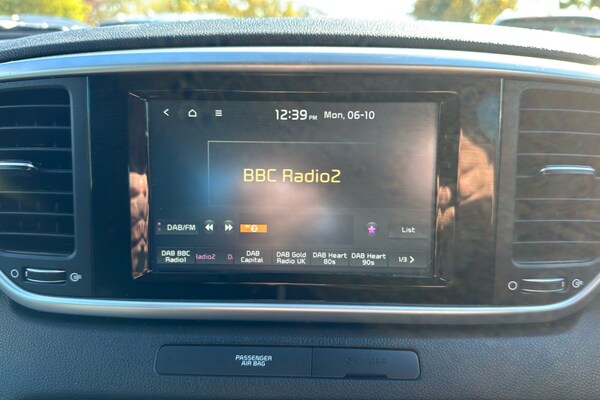 12:39 PM Mon, 06-10
BBC Radio2
DAB/FM
List
DAB BBC Radio1
adio2
D.
DAB Capital
DAB Gold Radio UK
DAB Heart 80s
DAB Heart 90s
1/3
PASSENGER
AIR BAG